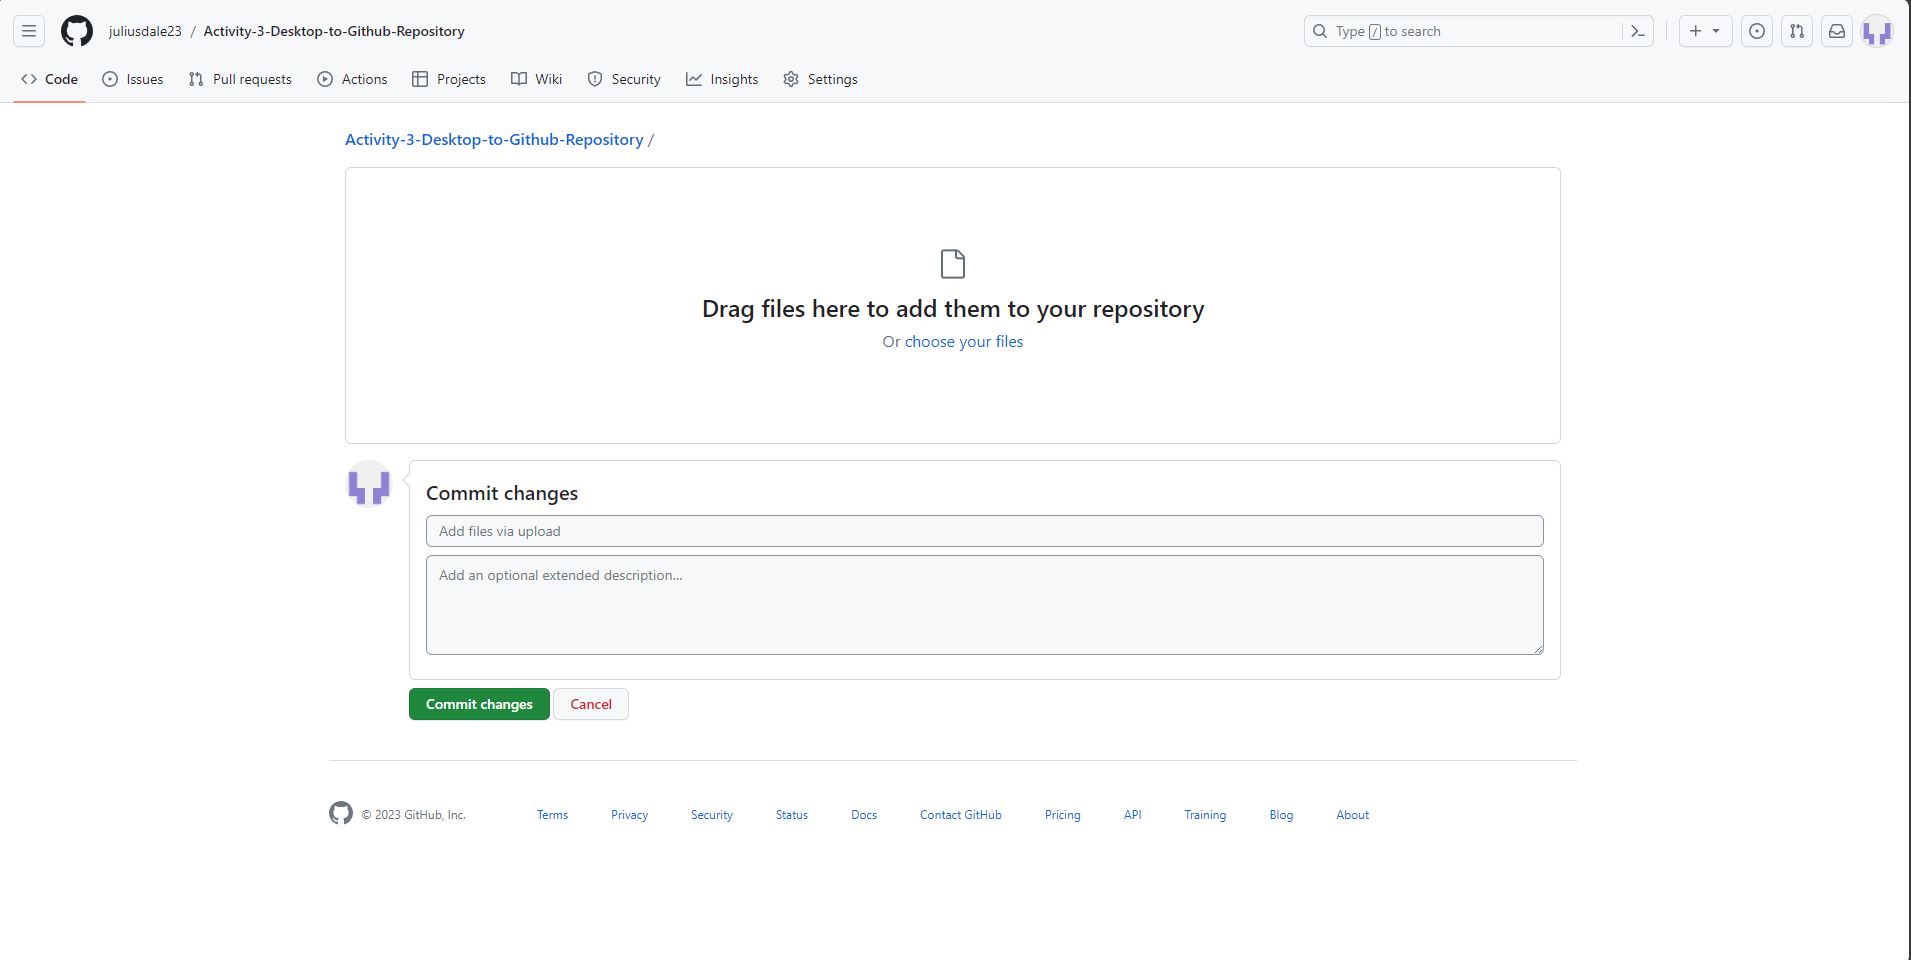 juliusdale23 / Activity-3-Desktop-to-Github-Repository
Type / to search
Code Issues Pull requests Actions Projects Wiki Security Insights Settings
Activity-3-Desktop-to-Github-Repository /
Drag files here to add them to your repository
Or choose your files
Commit changes
Add files via upload
Add an optional extended description...
Commit changes Cancel
© 2023 GitHub, Inc. Terms Privacy Security Status Docs Contact GitHub Pricing API Training Blog About